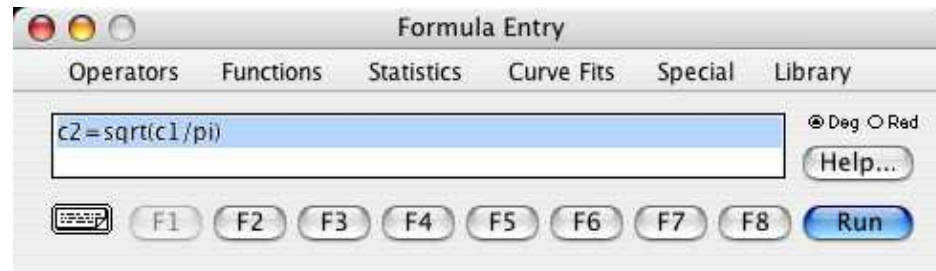 Formula Entry
Operators Functions Statistics Curve Fits Special Library
c2=sqrt(c1/pi)
Deg Rad
Help...
F1 F2 F3 F4 F5 F6 F7 F8 Run